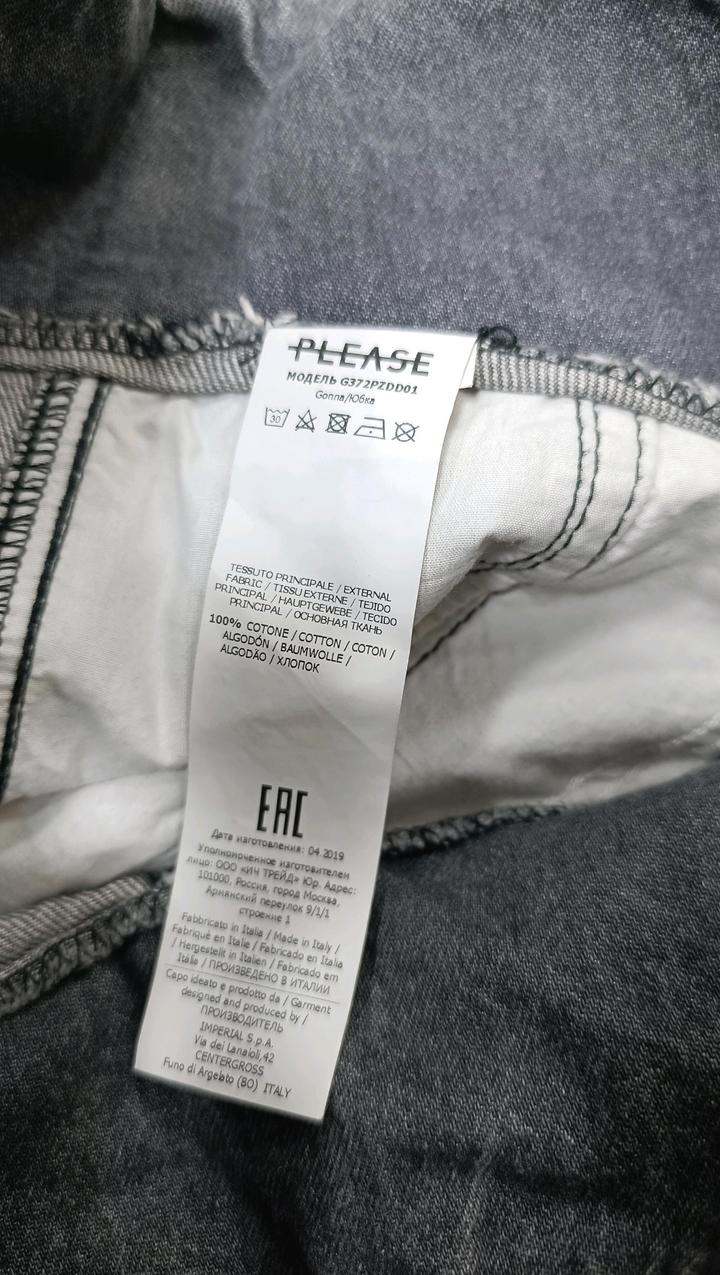 PLEASE
МОДЕЛЬ G372PZDD01
Gonna/Юбка
30
TESSUTO PRINCIPALE / EXTERNAL
FABRIC / TISSU EXTERNE / TEJIDO
PRINCIPAL / HAUPTGEWEBE / TECIDO
PRINCIPAL / ОСНОВНАЯ ТКАНЬ
100% COTONE / COTTON / COTON /
ALGODÓN / BAUMWOLLE /
ALGODÃO / ХЛОПОК
EAC
Дата изготовления: 04.2019
Уполномоченное изготовителем
лицо: ООО «ИЧ ТРЕЙД» Юр. Адрес:
101000, Россия, город Москва,
Армянский переулок 9/1/1
строение 1
Fabbricato in Italia / Made in Italy /
Fabriqué en Italie / Fabricado en Italia
/ Hergestellt in Italien / Fabricado em
Itália / ПРОИЗВЕДЕНО В ИТАЛИИ
Capo ideato e prodotto da / Garment
designed and produced by /
ПРОИЗВОДИТЕЛЬ
IMPERIAL S.p.A.
Via dei Lanaioli,42
CENTERGROSS
Funo di Argelato (BO) ITALY